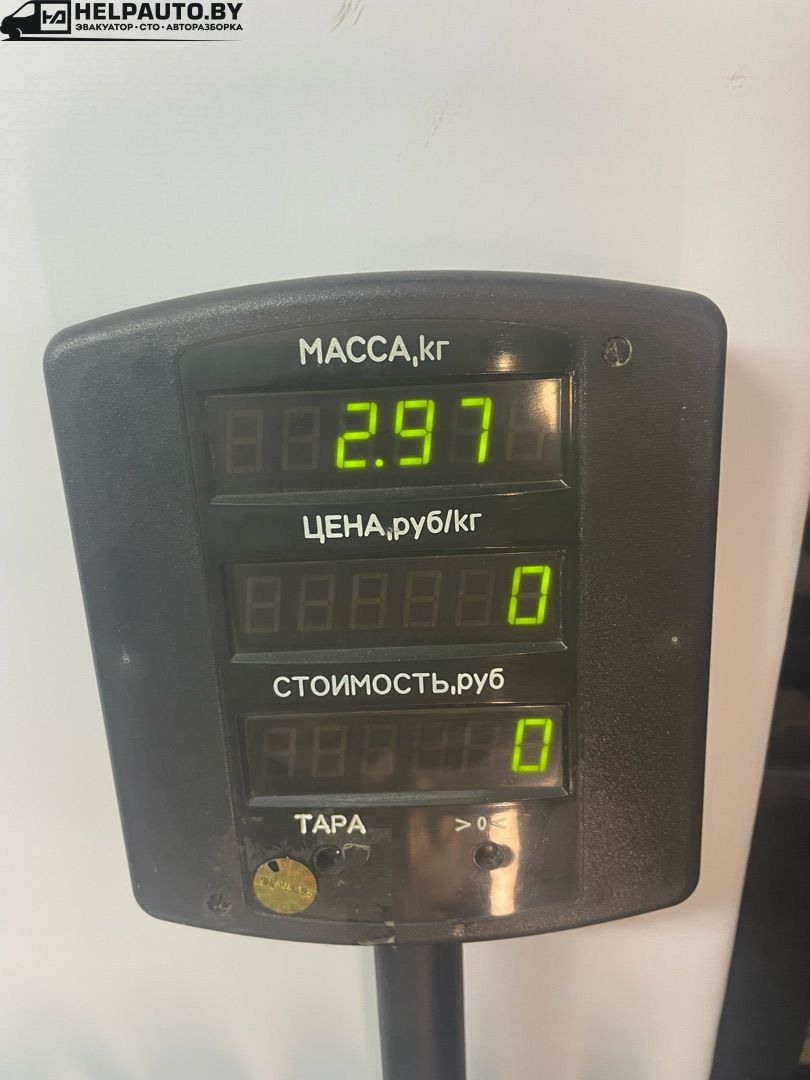 HELPAUTO.BY
ЭВАКУАТОР•СТО•АВТОРАЗБОРКА
МАССА,кг
2.97
ЦЕНА,руб/кг
0
СТОИМОСТЬ,руб
0
ТАРА >0<